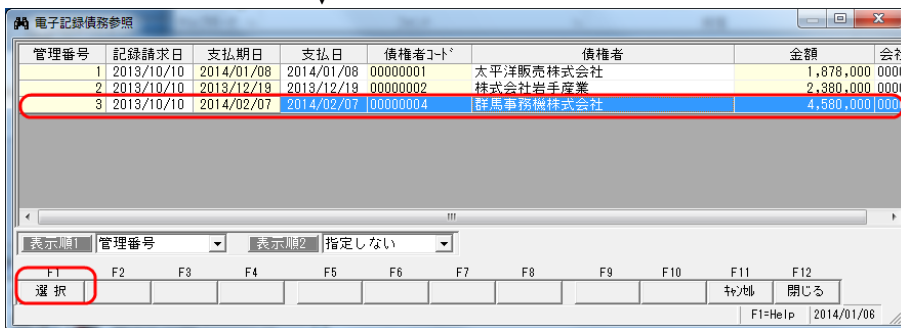 電子記録債務参照
管理番号 記録請求日 支払期日 支払日 債権者コード 債権者 金額
1 2013/10/10 2014/01/08 2014/01/08 00000001 太平洋販売株式会社 1,878,000
2 2013/10/10 2013/12/19 2013/12/19 00000002 株式会社岩手産業 2,380,000
3 2013/10/10 2014/02/07 2014/02/07 00000004 群馬事務機株式会社 4,580,000
表示順1 管理番号 表示順2 指定しない
F1 F2 F3 F4 F5 F6 F7 F8 F9 F10 F11 F12
選択 キャンセル 閉じる
F1=Help 2014/01/06